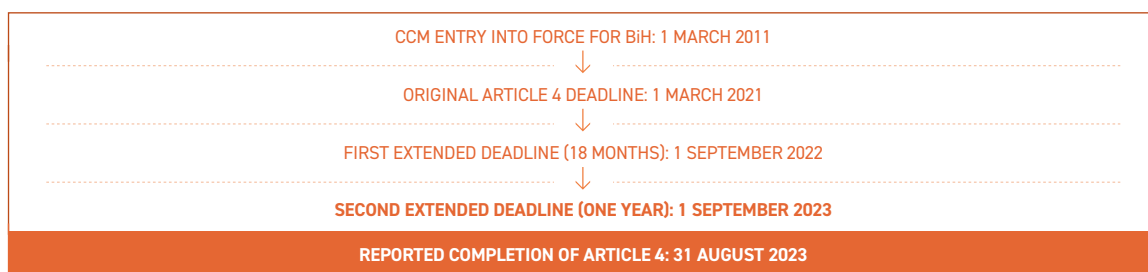 CCM ENTRY INTO FORCE FOR BiH: 1 MARCH 2011
ORIGINAL ARTICLE 4 DEADLINE: 1 MARCH 2021
FIRST EXTENDED DEADLINE (18 MONTHS): 1 SEPTEMBER 2022
SECOND EXTENDED DEADLINE (ONE YEAR): 1 SEPTEMBER 2023
REPORTED COMPLETION OF ARTICLE 4: 31 AUGUST 2023